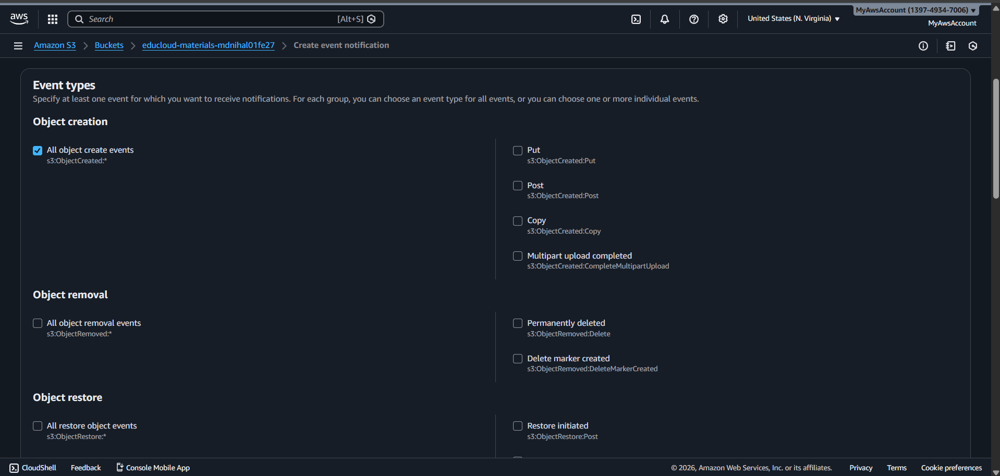 aws
Search [Alt+S]
United States (N. Virginia)
MyAwsAccount (1397-4934-7006)
MyAwsAccount
Amazon S3 Buckets educloud-materials-mdnihal01fe27 Create event notification
Event types
Specify at least one event for which you want to receive notifications. For each group, you can choose an event type for all events, or you can choose one or more individual events.
Object creation
All object create events
s3:ObjectCreated:*
Put
s3:ObjectCreated:Put
Post
s3:ObjectCreated:Post
Copy
s3:ObjectCreated:Copy
Multipart upload completed
s3:ObjectCreated:CompleteMultipartUpload
Object removal
All object removal events
s3:ObjectRemoved:*
Permanently deleted
s3:ObjectRemoved:Delete
Delete marker created
s3:ObjectRemoved:DeleteMarkerCreated
Object restore
All restore object events
s3:ObjectRestore:*
Restore initiated
s3:ObjectRestore:Post
CloudShell Feedback Console Mobile App © 2026, Amazon Web Services, Inc. or its affiliates. Privacy Terms Cookie preferences